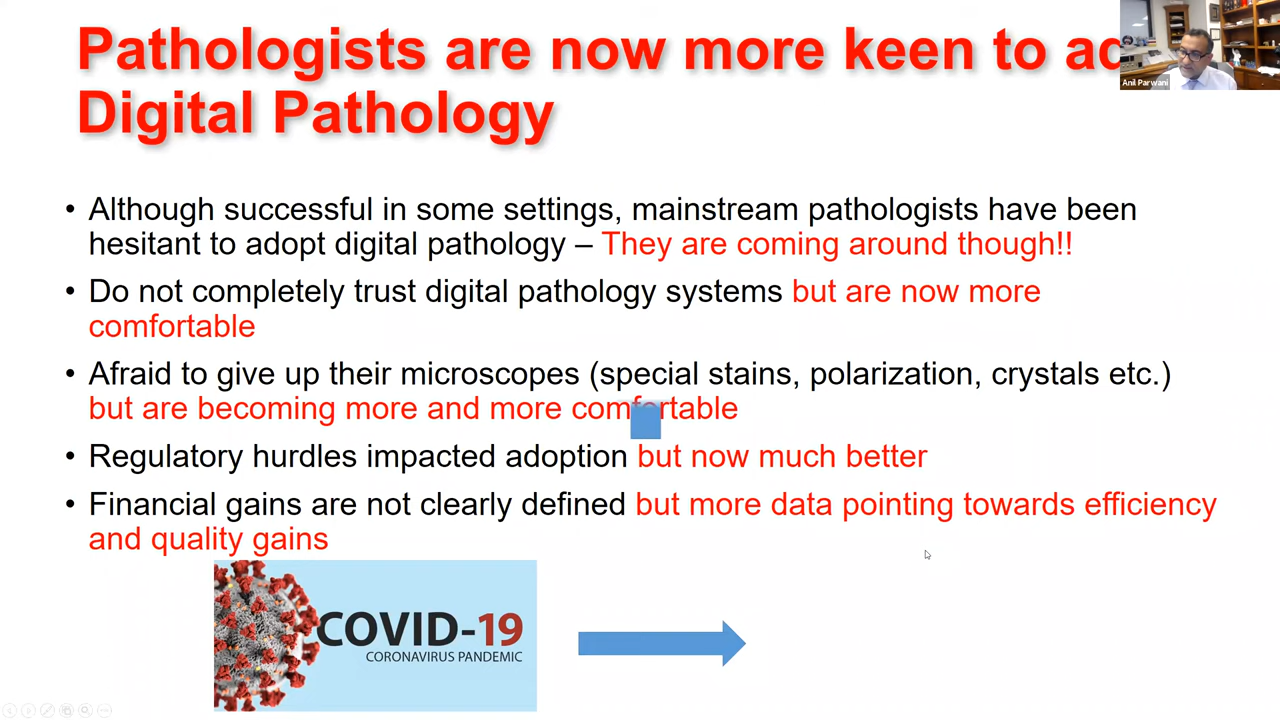 Pathologists are now more keen to
Digital Pathology
Anil Parwani
• Although successful in some settings, mainstream pathologists have been
hesitant to adopt digital pathology – They are coming around though!!
• Do not completely trust digital pathology systems but are now more
comfortable
• Afraid to give up their microscopes (special stains, polarization, crystals etc.)
but are becoming more and more comfortable
• Regulatory hurdles impacted adoption but now much better
• Financial gains are not clearly defined but more data pointing towards efficiency
and quality gains
COVID-19
CORONAVIRUS PANDEMIC